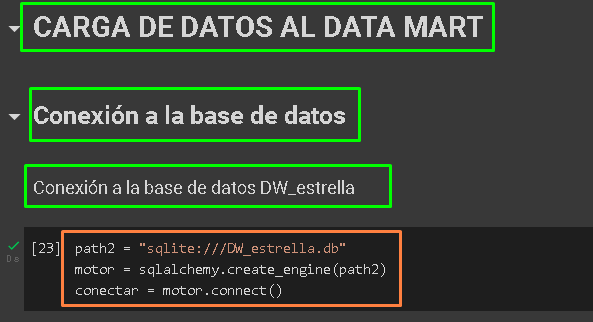 CARGA DE DATOS AL DATA MART
Conexión a la base de datos
Conexión a la base de datos DW_estrella
[23] path2 = "sqlite:///DW_estrella.db"
motor = sqlalchemy.create_engine(path2)
conectar = motor.connect()
0s